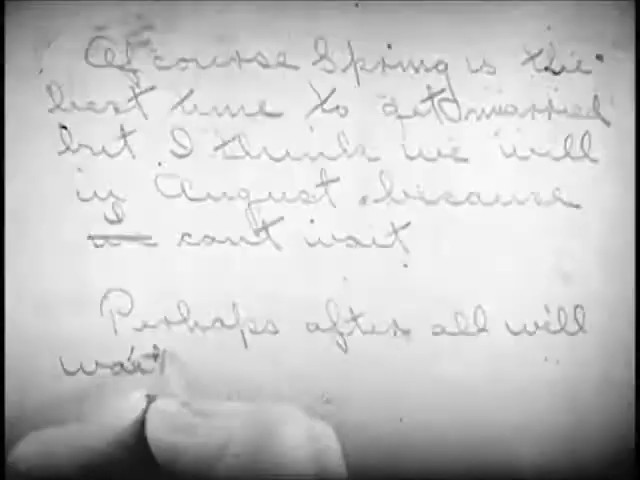 Of course Spring is the
best time to get married
but I think we will
in August, because
I
we can't wait
Perhaps after all will
wait